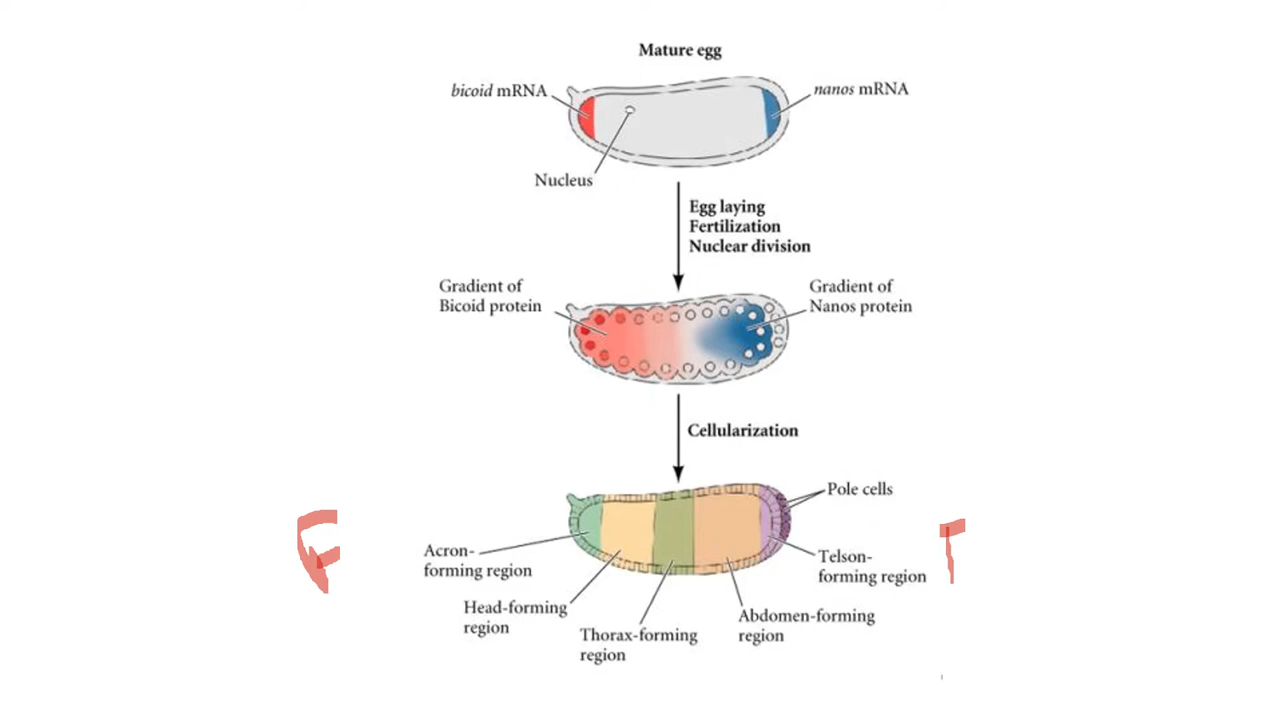 Mature egg
bicoid mRNA
nanos mRNA
Nucleus
Egg laying
Fertilization
Nuclear division
Gradient of
Bicoid protein
Gradient of
Nanos protein
Cellularization
Pole cells
F
T
Acron-
forming region
Telson-
forming region
Head-forming
region
Thorax-forming
region
Abdomen-forming
region